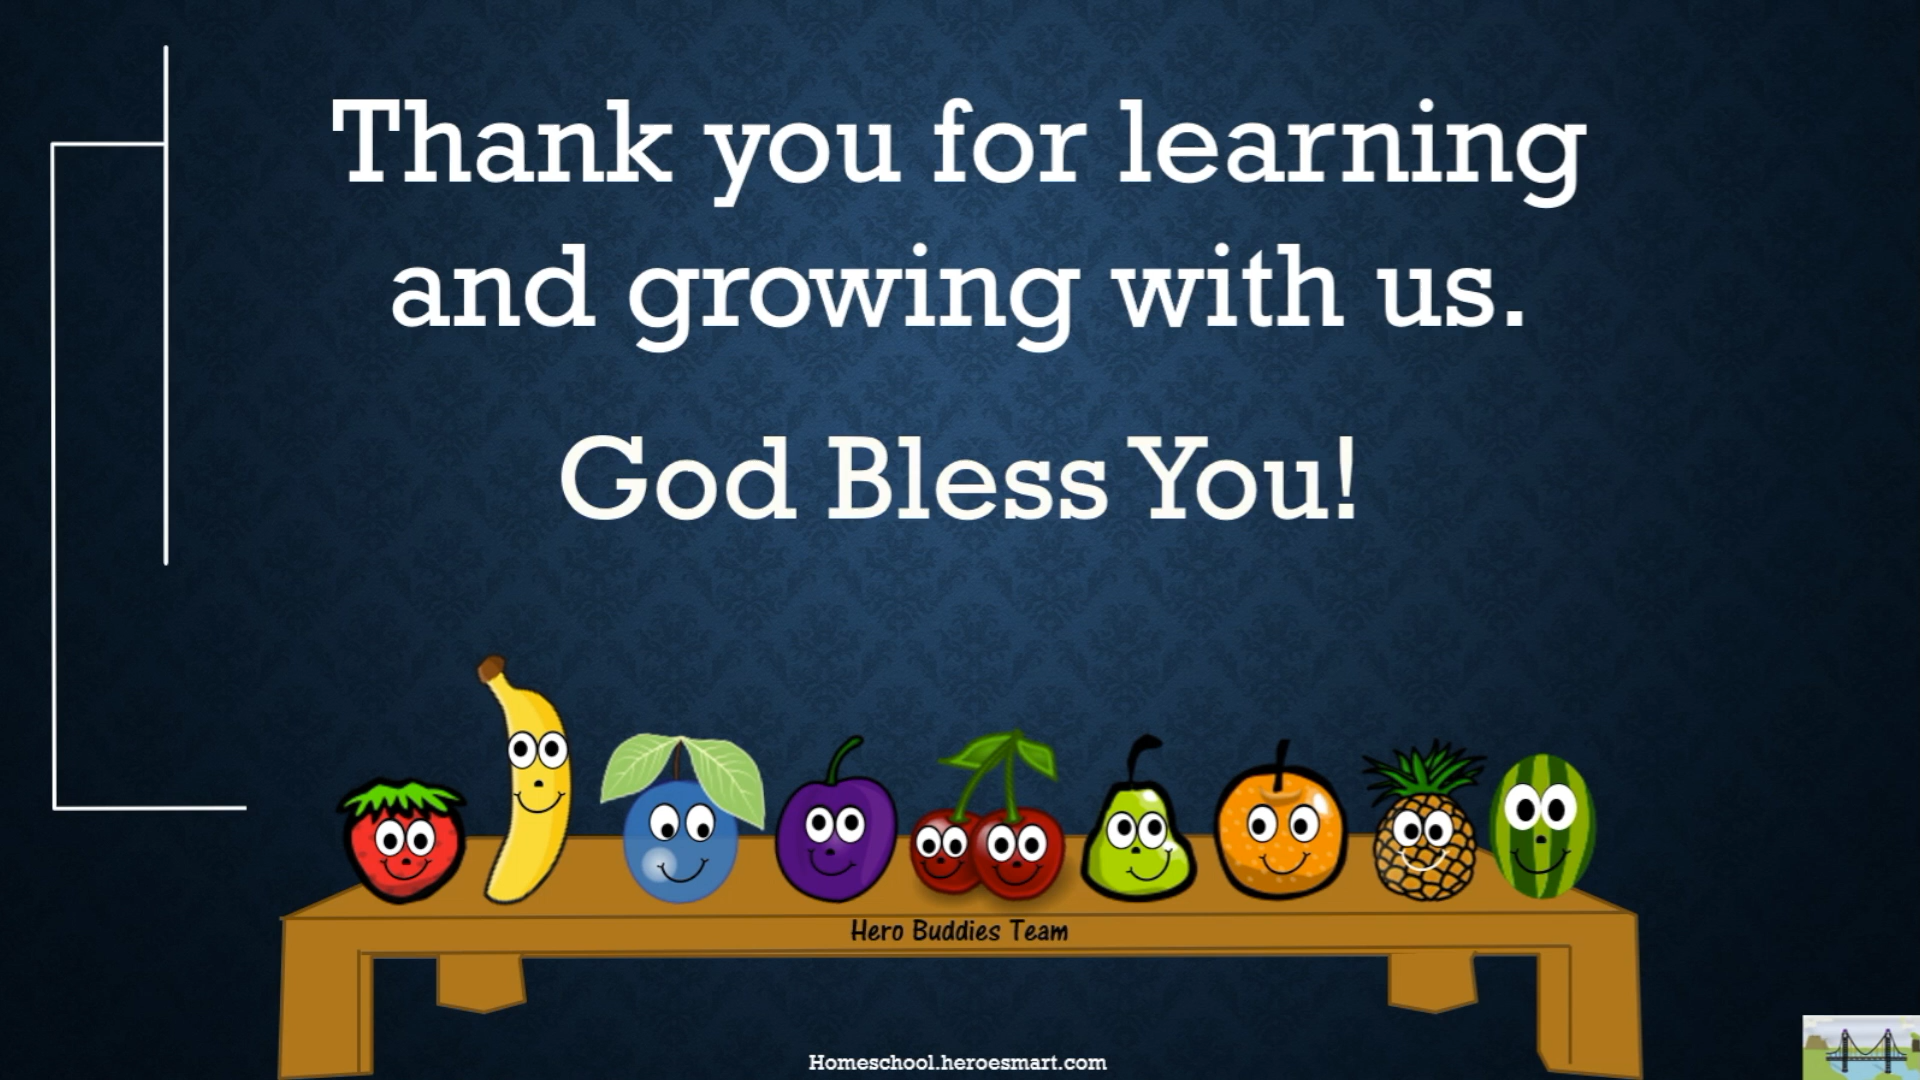 Thank you for learning
and growing with us.
God Bless You!
Hero Buddies Team
Homeschool.heroesmart.com